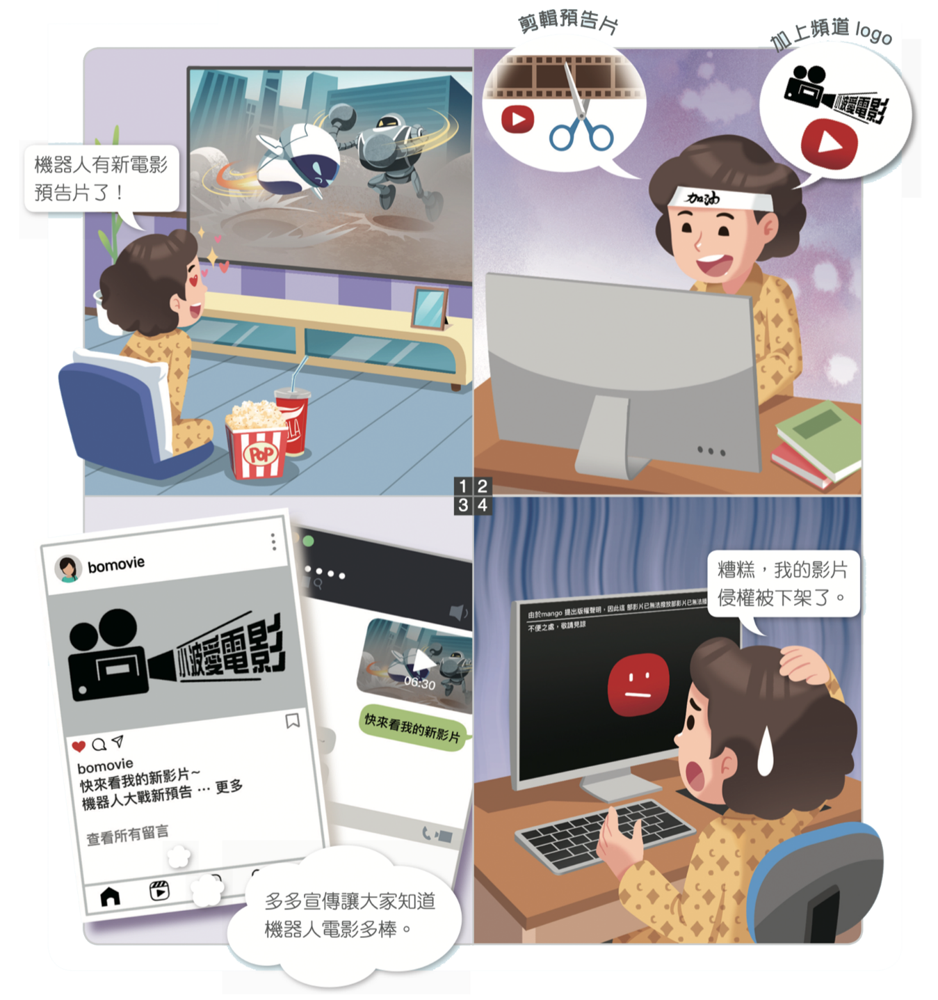 機器人有新電影
預告片了！
POP
剪輯預告片
加上頻道 logo
小波愛電影
加油
1 2
3 4
bomovie
小波愛電影
bomovie
快來看我的新影片~
機器人大戰新預告 … 更多
查看所有留言
06:30
快來看我的新影片
多多宣傳讓大家知道
機器人電影多棒。
糟糕，我的影片
侵權被下架了。
由於mango 提出版權聲明，因此這 部影片已無法撥放部影片已無法
不便之處，敬請見諒